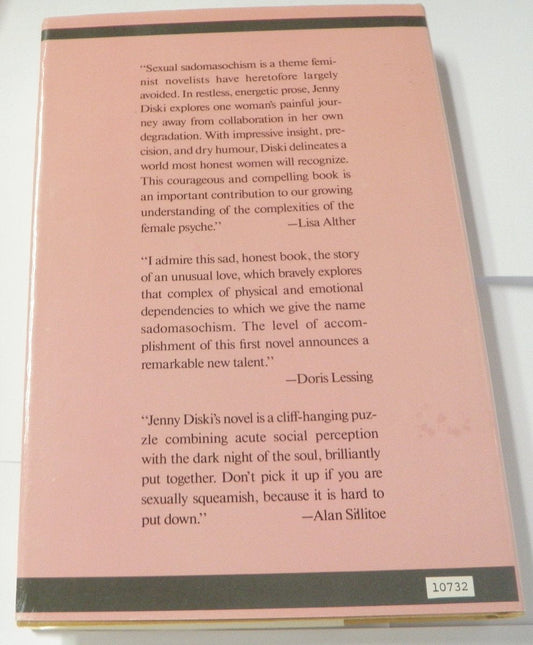 “Sexual sadomasochism is a theme femi-
nist novelists have heretofore largely
avoided. In restless, energetic prose, Jenny
Diski explores one woman's painful jour-
ney away from collaboration in her own
degradation. With impressive insight, pre-
cision, and dry humour, Diski delineates a
world most honest women will recognize.
This courageous and compelling book is
an important contribution to our growing
understanding of the complexities of the
female psyche.” —Lisa Alther
“I admire this sad, honest book, the story
of an unusual love, which bravely explores
that complex of physical and emotional
dependencies to which we give the name
sadomasochism. The level of accom-
plishment of this first novel announces a
remarkable new talent.”
—Doris Lessing
“Jenny Diski's novel is a cliff-hanging puz-
zle combining acute social perception
with the dark night of the soul, brilliantly
put together. Don't pick it up if you are
sexually squeamish, because it is hard to
put down.” —Alan Sillitoe
10732